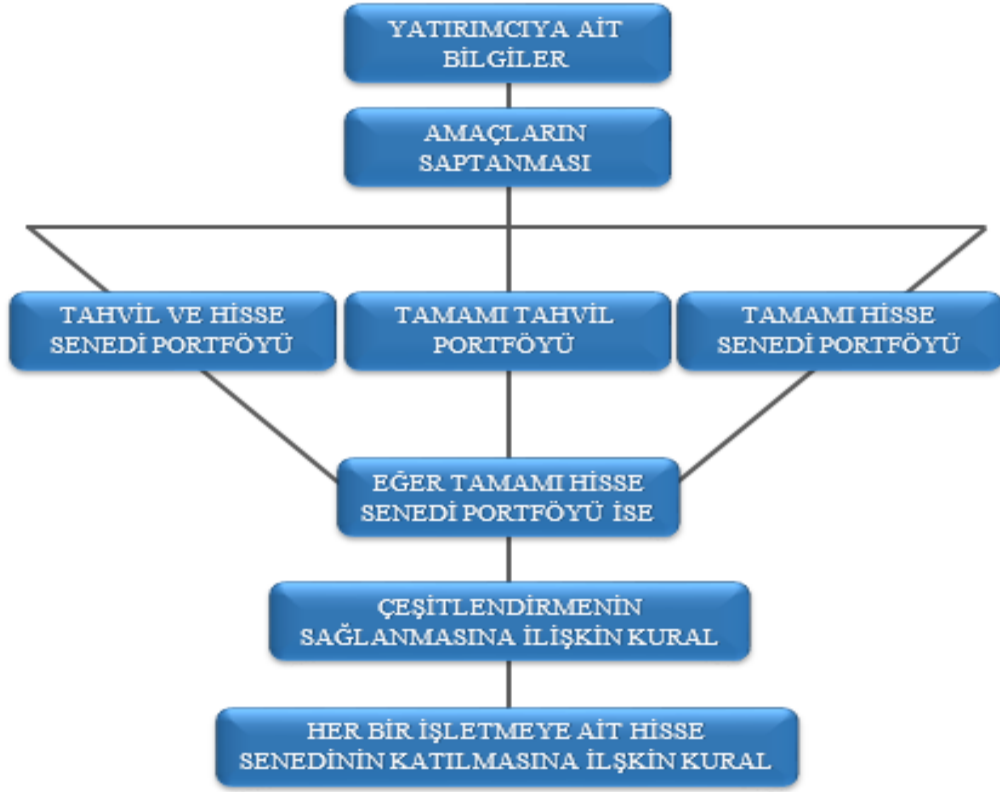 YATIRIMCIYA AİT
BİLGİLER
AMAÇLARIN
SAPTANMASI
TAHVİL VE HİSSE
SENEDİ PORTFÖYÜ
TAMAMI TAHVİL
PORTFÖYÜ
TAMAMI HİSSE
SENEDİ PORTFÖYÜ
EĞER TAMAMI HİSSE
SENEDİ PORTFÖYÜ İSE
ÇEŞİTLENDİRMENİN
SAĞLANMASINA İLİŞKİN KURAL
HER BİR İŞLETMEYE AİT HİSSE
SENEDİNİN KATILMASINA İLŞKİN KURAL